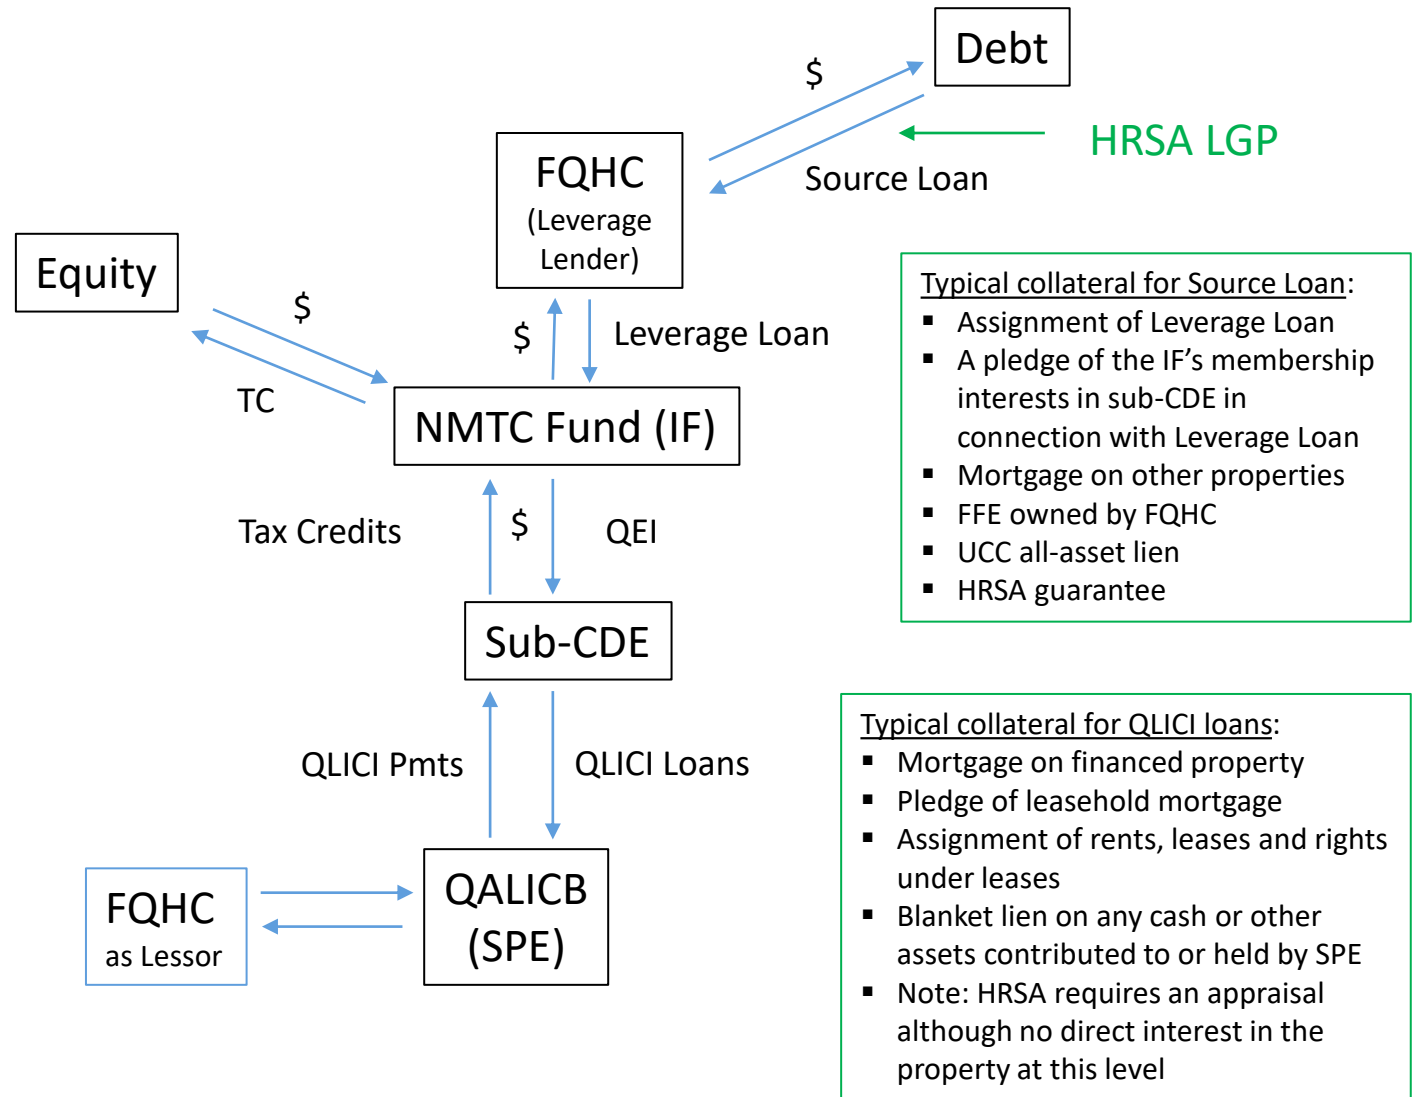 Debt
$
HRSA LGP
Source Loan
FQHC
(Leverage
Lender)
Equity
$
$
Leverage Loan
TC
NMTC Fund (IF)
Tax Credits
$
QEI
Sub-CDE
QLICI Pmts
QLICI Loans
FQHC
as Lessor
QALICB
(SPE)
Typical collateral for Source Loan:
▪ Assignment of Leverage Loan
▪ A pledge of the IF’s membership
interests in sub-CDE in
connection with Leverage Loan
▪ Mortgage on other properties
▪ FFE owned by FQHC
▪ UCC all-asset lien
▪ HRSA guarantee
Typical collateral for QLICI loans:
▪ Mortgage on financed property
▪ Pledge of leasehold mortgage
▪ Assignment of rents, leases and rights
under leases
▪ Blanket lien on any cash or other
assets contributed to or held by SPE
▪ Note: HRSA requires an appraisal
although no direct interest in the
property at this level